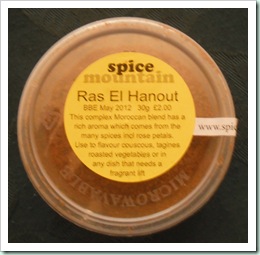 spice
mountain
Ras El Hanout
BBE May 2012 30g £2.00
This complex Moroccan blend has a
rich aroma which comes from the
many spices incl rose petals.
Use to flavour couscous, tagines
roasted vegetables or in
any dish that needs a
fragrant lift
www.spic
MICROWAVABLE